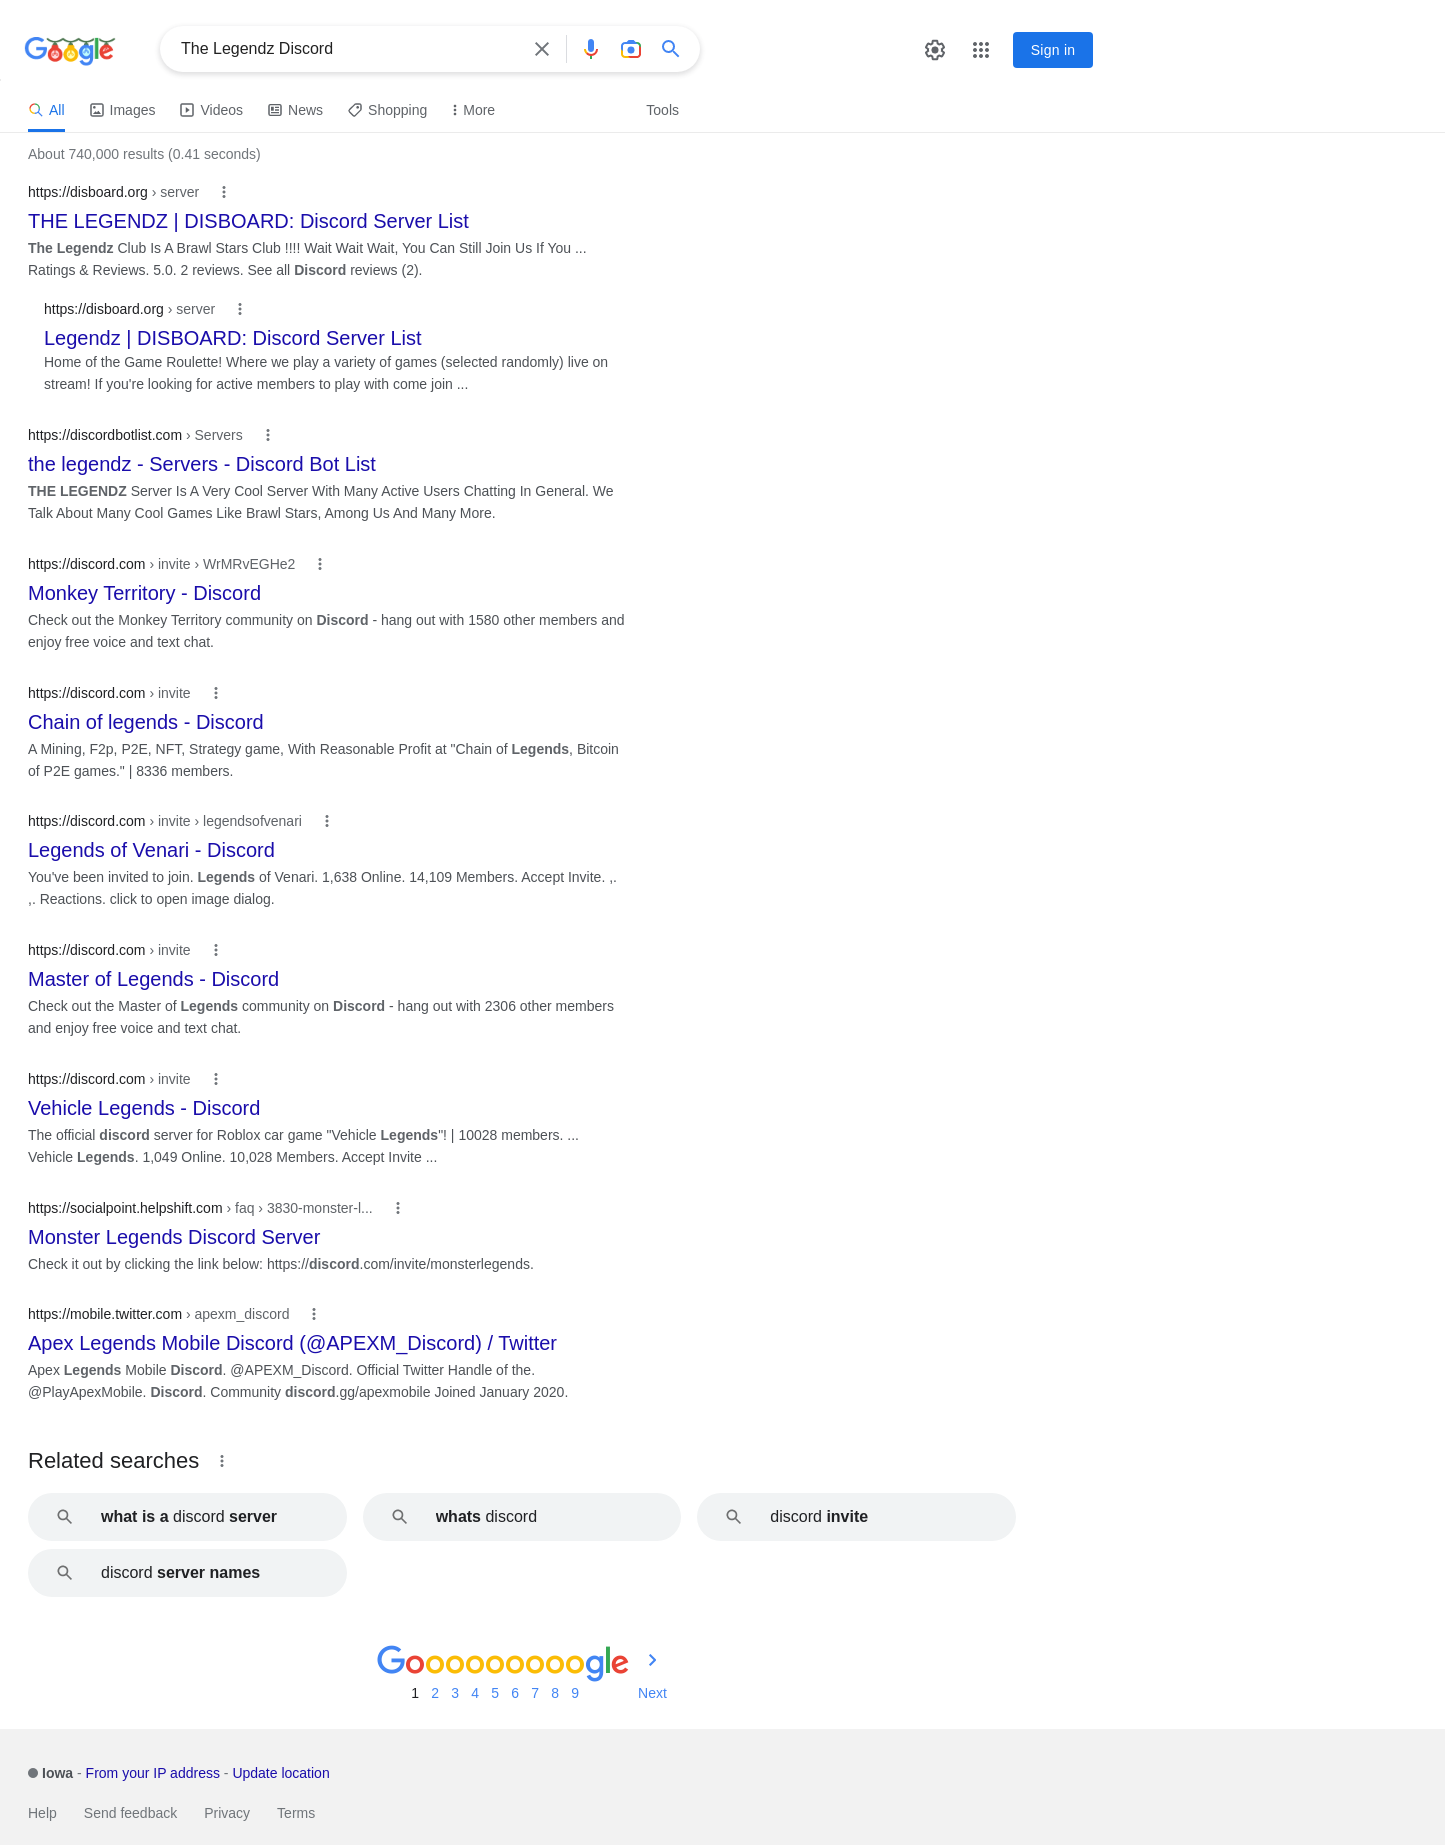 Google
The Legendz Discord
Sign in
All
Images
Videos
News
Shopping
More
Tools
About 740,000 results (0.41 seconds)
https://disboard.org › server
THE LEGENDZ | DISBOARD: Discord Server List
The Legendz Club Is A Brawl Stars Club !!!! Wait Wait Wait, You Can Still Join Us If You ...
Ratings & Reviews. 5.0. 2 reviews. See all Discord reviews (2).
https://disboard.org › server
Legendz | DISBOARD: Discord Server List
Home of the Game Roulette! Where we play a variety of games (selected randomly) live on
stream! If you're looking for active members to play with come join ...
https://discordbotlist.com › Servers
the legendz - Servers - Discord Bot List
THE LEGENDZ Server Is A Very Cool Server With Many Active Users Chatting In General. We
Talk About Many Cool Games Like Brawl Stars, Among Us And Many More.
https://discord.com › invite › WrMRvEGHe2
Monkey Territory - Discord
Check out the Monkey Territory community on Discord - hang out with 1580 other members and
enjoy free voice and text chat.
https://discord.com › invite
Chain of legends - Discord
A Mining, F2p, P2E, NFT, Strategy game, With Reasonable Profit at "Chain of Legends, Bitcoin
of P2E games." | 8336 members.
https://discord.com › invite › legendsofvenari
Legends of Venari - Discord
You've been invited to join. Legends of Venari. 1,638 Online. 14,109 Members. Accept Invite. ,.
,. Reactions. click to open image dialog.
https://discord.com › invite
Master of Legends - Discord
Check out the Master of Legends community on Discord - hang out with 2306 other members
and enjoy free voice and text chat.
https://discord.com › invite
Vehicle Legends - Discord
The official discord server for Roblox car game "Vehicle Legends"! | 10028 members. ...
Vehicle Legends. 1,049 Online. 10,028 Members. Accept Invite ...
https://socialpoint.helpshift.com › faq › 3830-monster-l...
Monster Legends Discord Server
Check it out by clicking the link below: https://discord.com/invite/monsterlegends.
https://mobile.twitter.com › apexm_discord
Apex Legends Mobile Discord (@APEXM_Discord) / Twitter
Apex Legends Mobile Discord. @APEXM_Discord. Official Twitter Handle of the.
@PlayApexMobile. Discord. Community discord.gg/apexmobile Joined January 2020.
Related searches
what is a discord server
whats discord
discord invite
discord server names
Goooooooooogle
1 2 3 4 5 6 7 8 9 Next
Iowa - From your IP address - Update location
Help Send feedback Privacy Terms